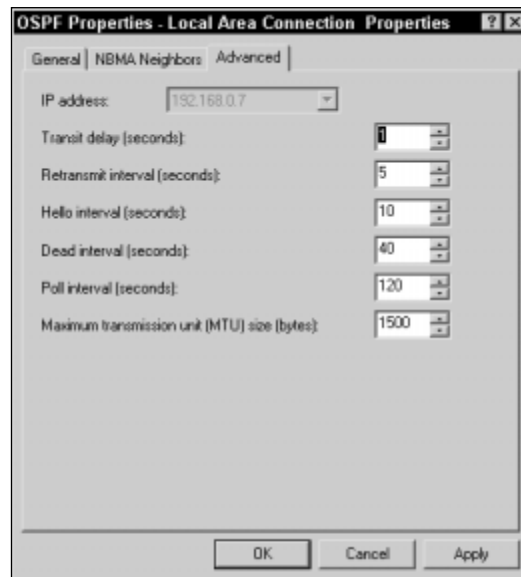 OSPF Properties - Local Area Connection Properties ? ×
General NBMA Neighbors Advanced
IP address: 192.168.0.7
Transit delay (seconds): 1
Retransmit interval (seconds): 5
Hello interval (seconds): 10
Dead interval (seconds): 40
Poll interval (seconds): 120
Maximum transmission unit (MTU) size (bytes): 1500
OK Cancel Apply